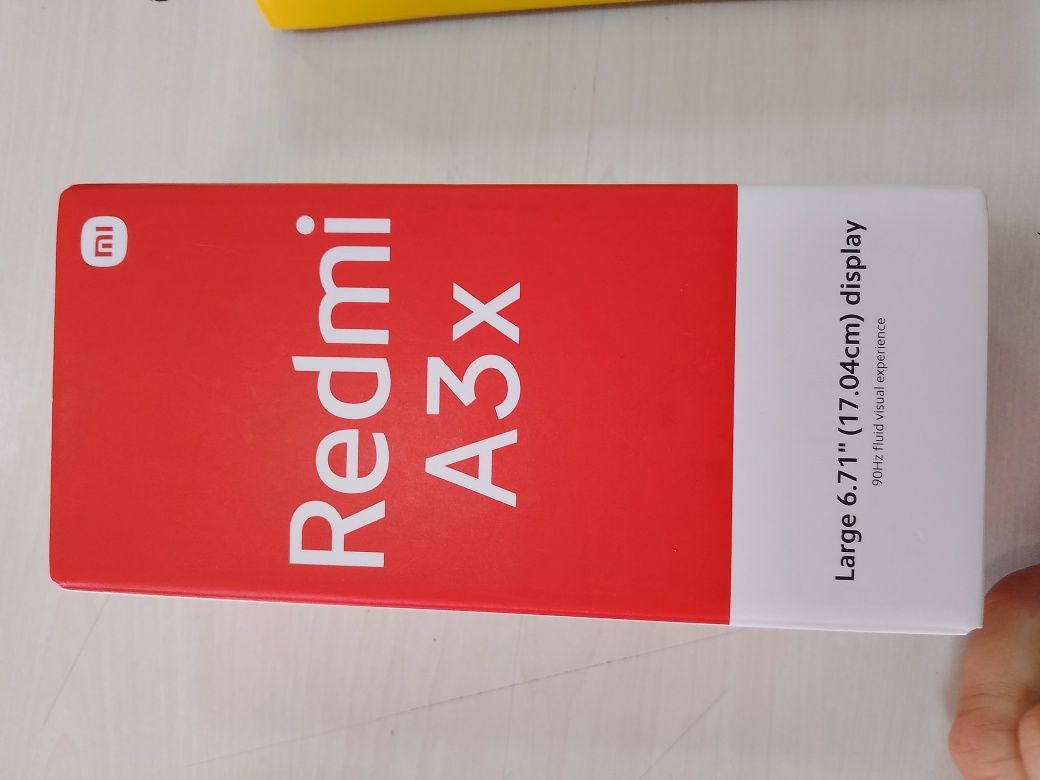 mi
Redmi
A3x
Large 6.71" (17.04cm) display
90Hz fluid visual experience